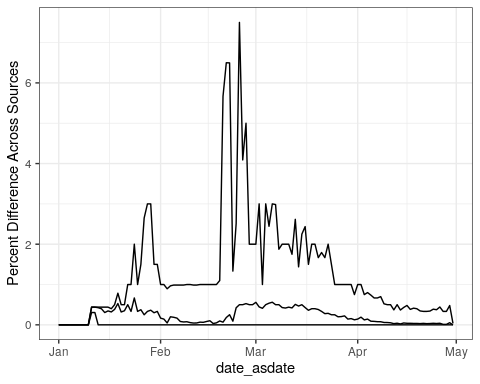 Percent Difference Across Sources
6
4
2
0
Jan
Feb
Mar
Apr
May
date_asdate